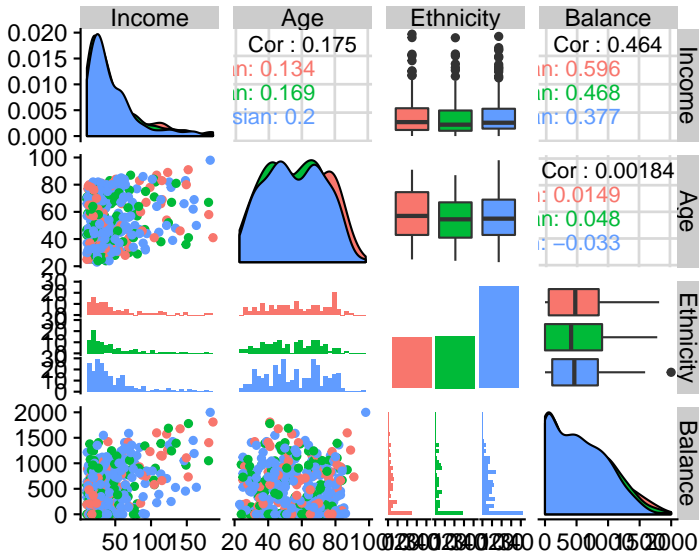 Income Age Ethnicity Balance
0.020
0.015
0.010
0.005
0.000
Cor : 0.175
n: 0.134
n: 0.169
sian: 0.2
Cor : 0.464
n: 0.596
n: 0.468
n: 0.377
Income
100
80
60
40
20
Cor : 0.00184
: 0.0149
n: 0.048
: −0.033
Age
Ethnicity
2000
1500
1000
500
0
Balance
50 100 150
20 40 60 80 100
0 500 1000 1500 2000